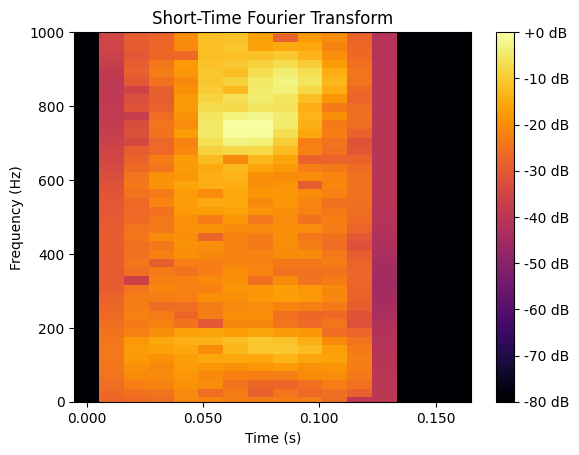 Short-Time Fourier Transform
1000
800
600
400
200
0
Frequency (Hz)
0.000
0.050
0.100
0.150
Time (s)
+0 dB
-10 dB
-20 dB
-30 dB
-40 dB
-50 dB
-60 dB
-70 dB
-80 dB